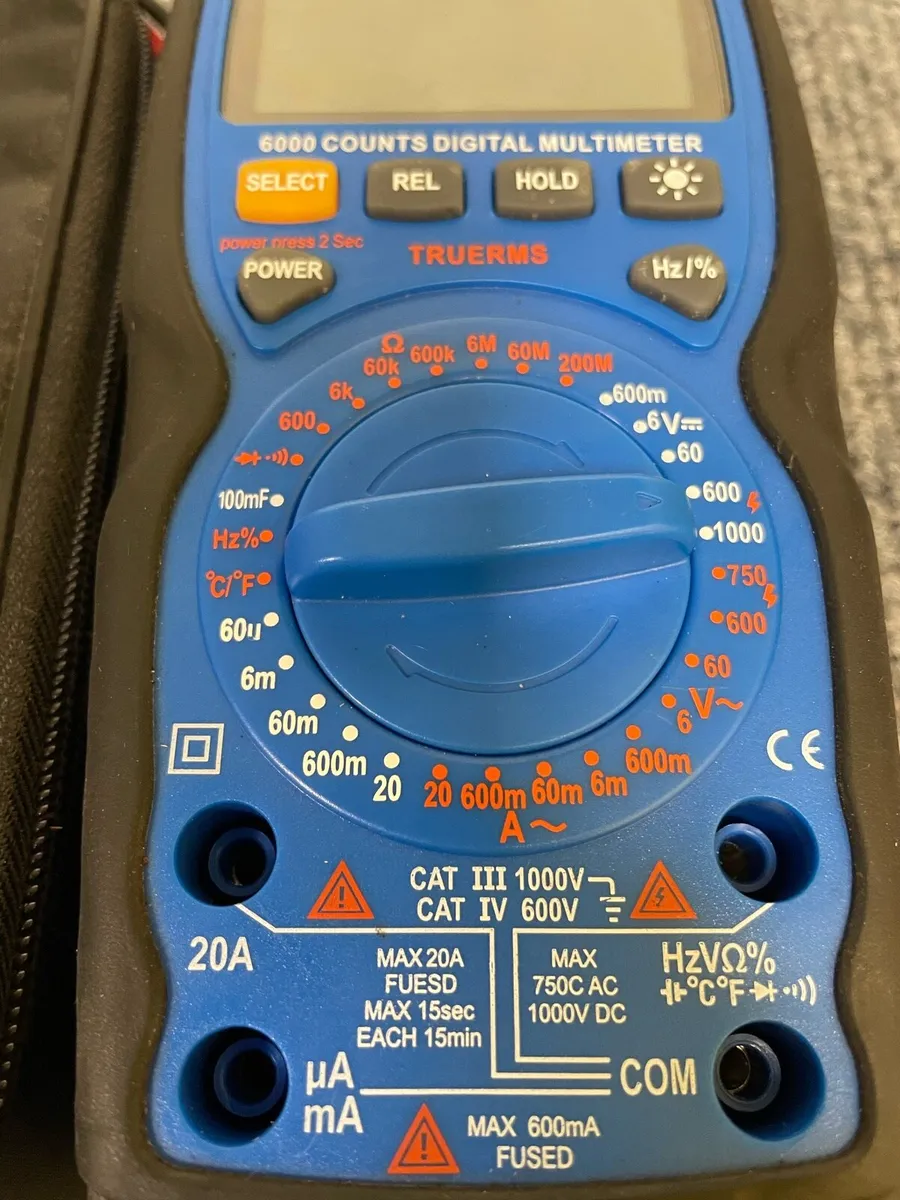 6000 COUNTS DIGITAL MULTIMETER
SELECT
REL
HOLD
power press 2 Sec
POWER
TRUERMS
Hz/%
Ω
600
6k
60k
600k
6M
60M
200M
600m
6
V
60
600
1000
750
600
60
6
V~
600m
6m
60m
600m
20
A~
20
600m
60m
6m
60u
°C/°F
Hz%
100mF
CE
CAT III 1000V
CAT IV 600V
20A
MAX 20A
FUESD
MAX 15sec
EACH 15min
MAX
750C AC
1000V DC
HzVΩ%
°C°F
µA
mA
COM
MAX 600mA
FUSED